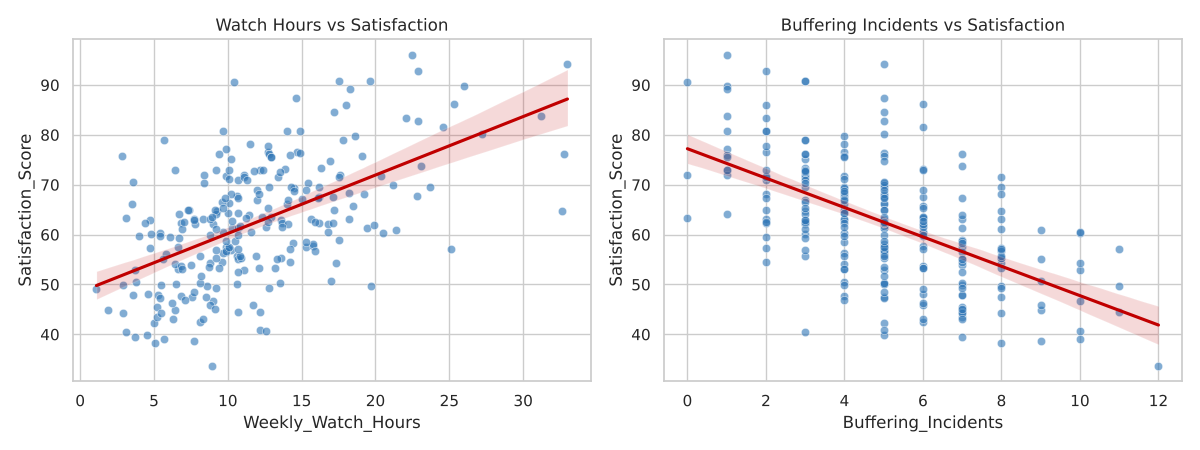 Watch Hours vs Satisfaction
Satisfaction_Score
90
80
70
60
50
40
0 5 10 15 20 25 30
Weekly_Watch_Hours
Buffering Incidents vs Satisfaction
Satisfaction_Score
90
80
70
60
50
40
0 2 4 6 8 10 12
Buffering_Incidents